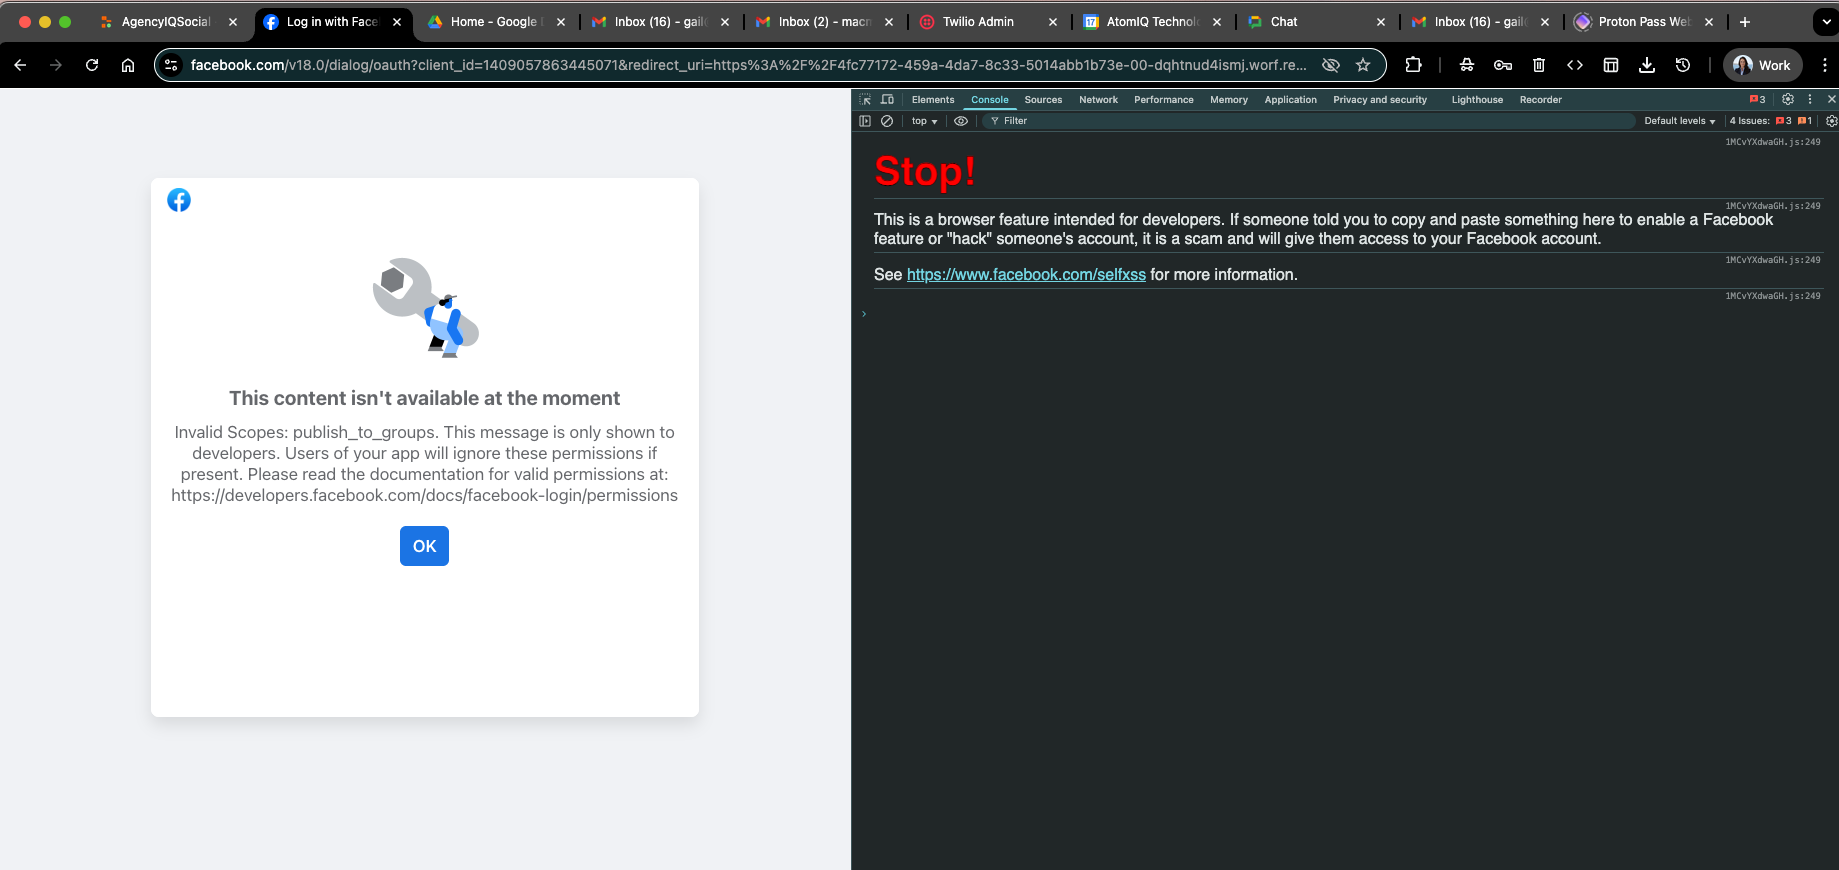 AgencyIQSocial
Log in with Face
Home - Google
Inbox (16) - gail
Inbox (2) - macr
Twilio Admin
17
AtomIQ Technol
Chat
Inbox (16) - gail
Proton Pass Web
facebook.com/v18.0/dialog/oauth?client_id=1409057863445071&redirect_uri=https%3A%2F%2F4fc77172-459a-4da7-8c33-5014abb1b73e-00-dqhtnud4ismj.worf.re...
Work
Elements Console Sources Network Performance Memory Application Privacy and security Lighthouse Recorder 3
top Filter Default levels 4 Issues: 3 1
1MCvYXdwaGH.js:249
Stop!
1MCvYXdwaGH.js:249
This is a browser feature intended for developers. If someone told you to copy and paste something here to enable a Facebook
feature or "hack" someone's account, it is a scam and will give them access to your Facebook account.
1MCvYXdwaGH.js:249
See https://www.facebook.com/selfxss for more information.
1MCvYXdwaGH.js:249
This content isn't available at the moment
Invalid Scopes: publish_to_groups. This message is only shown to
developers. Users of your app will ignore these permissions if
present. Please read the documentation for valid permissions at:
https://developers.facebook.com/docs/facebook-login/permissions
OK